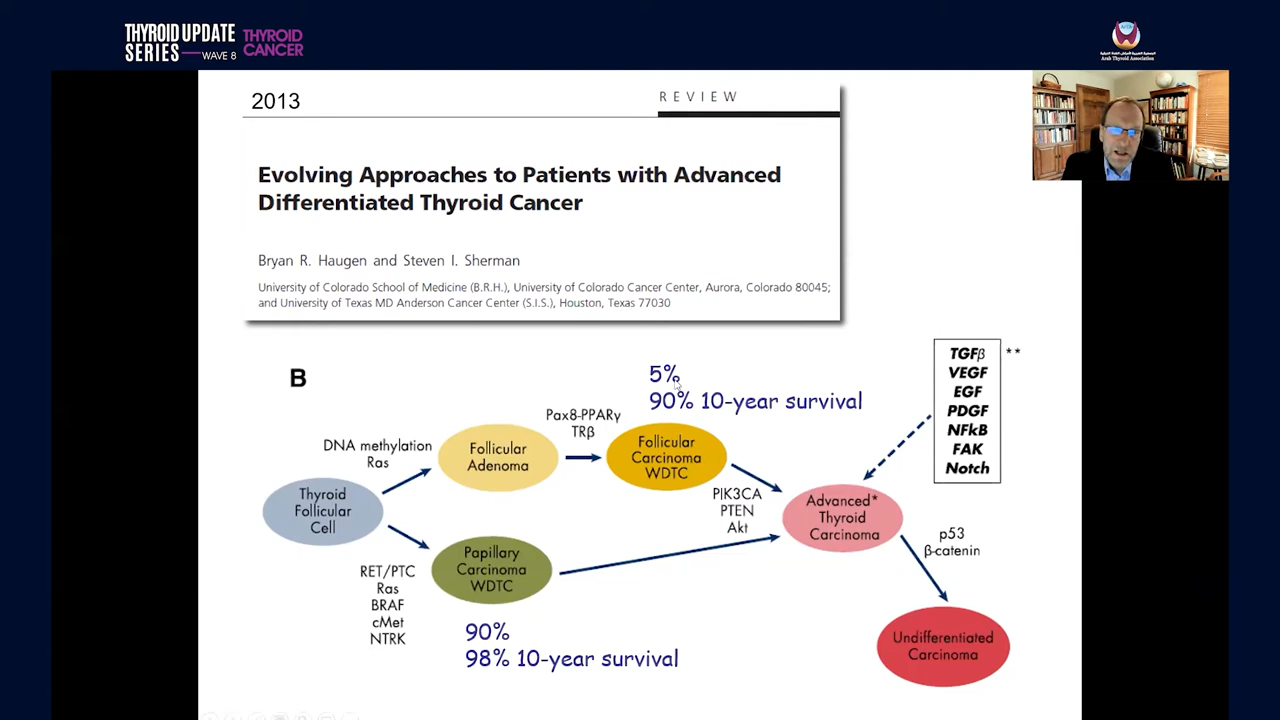 THYROID UPDATE
SERIES — WAVE 8
THYROID
CANCER
Arab Thyroid Association
2013
REVIEW
Evolving Approaches to Patients with Advanced
Differentiated Thyroid Cancer
Bryan R. Haugen and Steven I. Sherman
University of Colorado School of Medicine (B.R.H.), University of Colorado Cancer Center, Aurora, Colorado 80045;
and University of Texas MD Anderson Cancer Center (S.I.S.), Houston, Texas 77030
B
5%
90% 10-year survival
TGFβ **
VEGF
EGF
PDGF
NFkB
FAK
Notch
DNA methylation
Ras
Follicular
Adenoma
Pax8-PPARγ
TRβ
Follicular
Carcinoma
WDTC
Thyroid
Follicular
Cell
PIK3CA
PTEN
Akt
Advanced*
Thyroid
Carcinoma
p53
β-catenin
RET/PTC
Ras
BRAF
cMet
NTRK
Papillary
Carcinoma
WDTC
90%
98% 10-year survival
Undifferentiated
Carcinoma